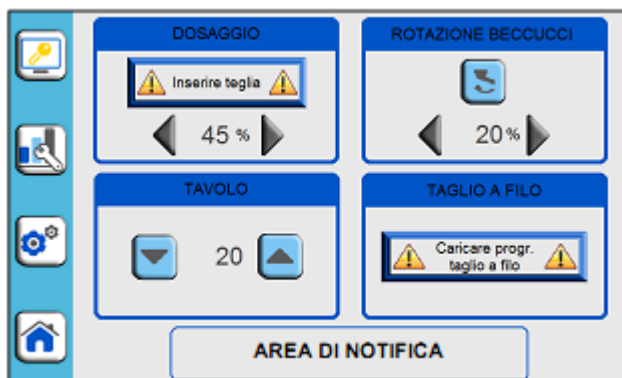 DOSAGGIO
Inserire teglia
45 %
ROTAZIONE BECCUCCI
20 %
TAVOLO
20
TAGLIO A FILO
Caricare progr.
taglio a filo
AREA DI NOTIFICA